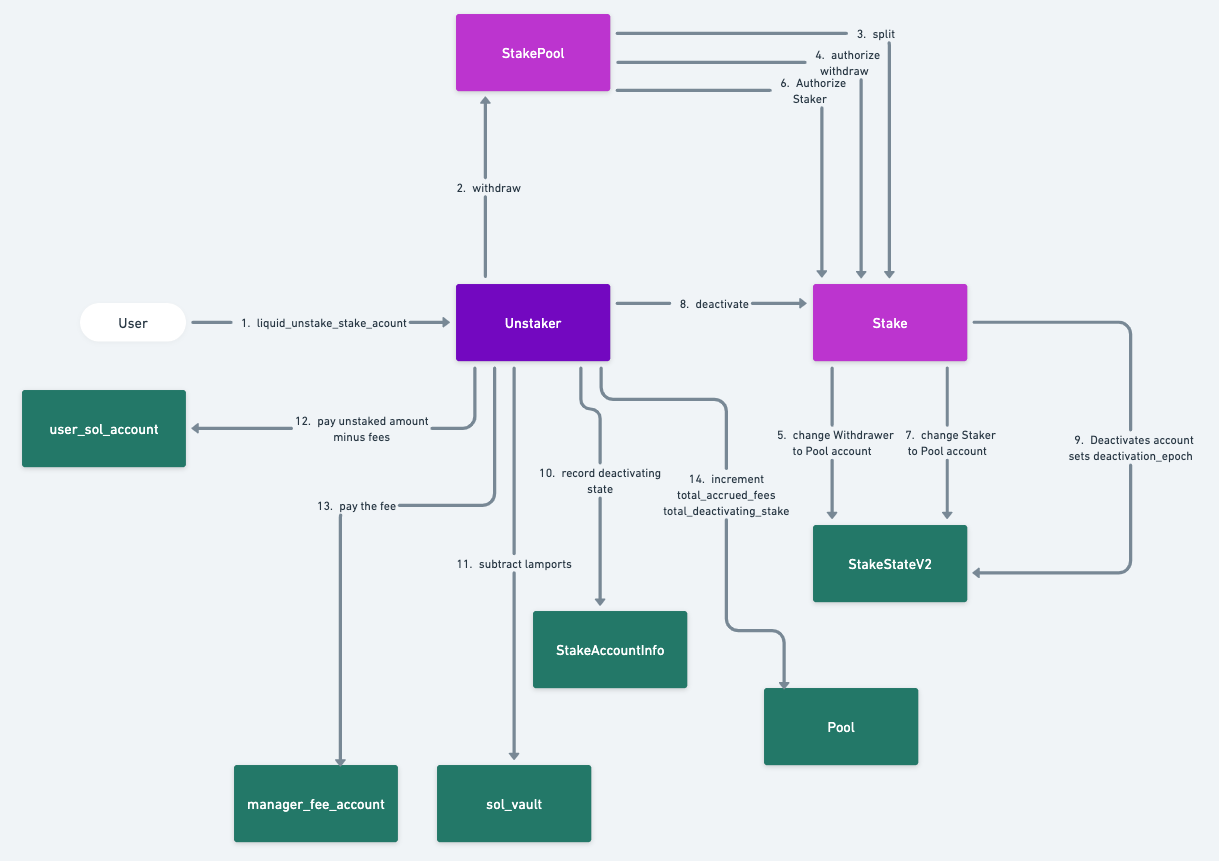 StakePool
3. split
4. authorize
withdraw
6. Authorize
Staker
2. withdraw
User
1. liquid_unstake_stake_acount
Unstaker
8. deactivate
Stake
user_sol_account
12. pay unstaked amount
minus fees
5. change Withdrawer
to Pool account
7. change Staker
to Pool account
9. Deactivates account
sets deactivation_epoch
10. record deactivating
state
14. increment
total_accrued_fees
total_deactivating_stake
13. pay the fee
11. subtract lamports
StakeStateV2
StakeAccountInfo
Pool
manager_fee_account
sol_vault